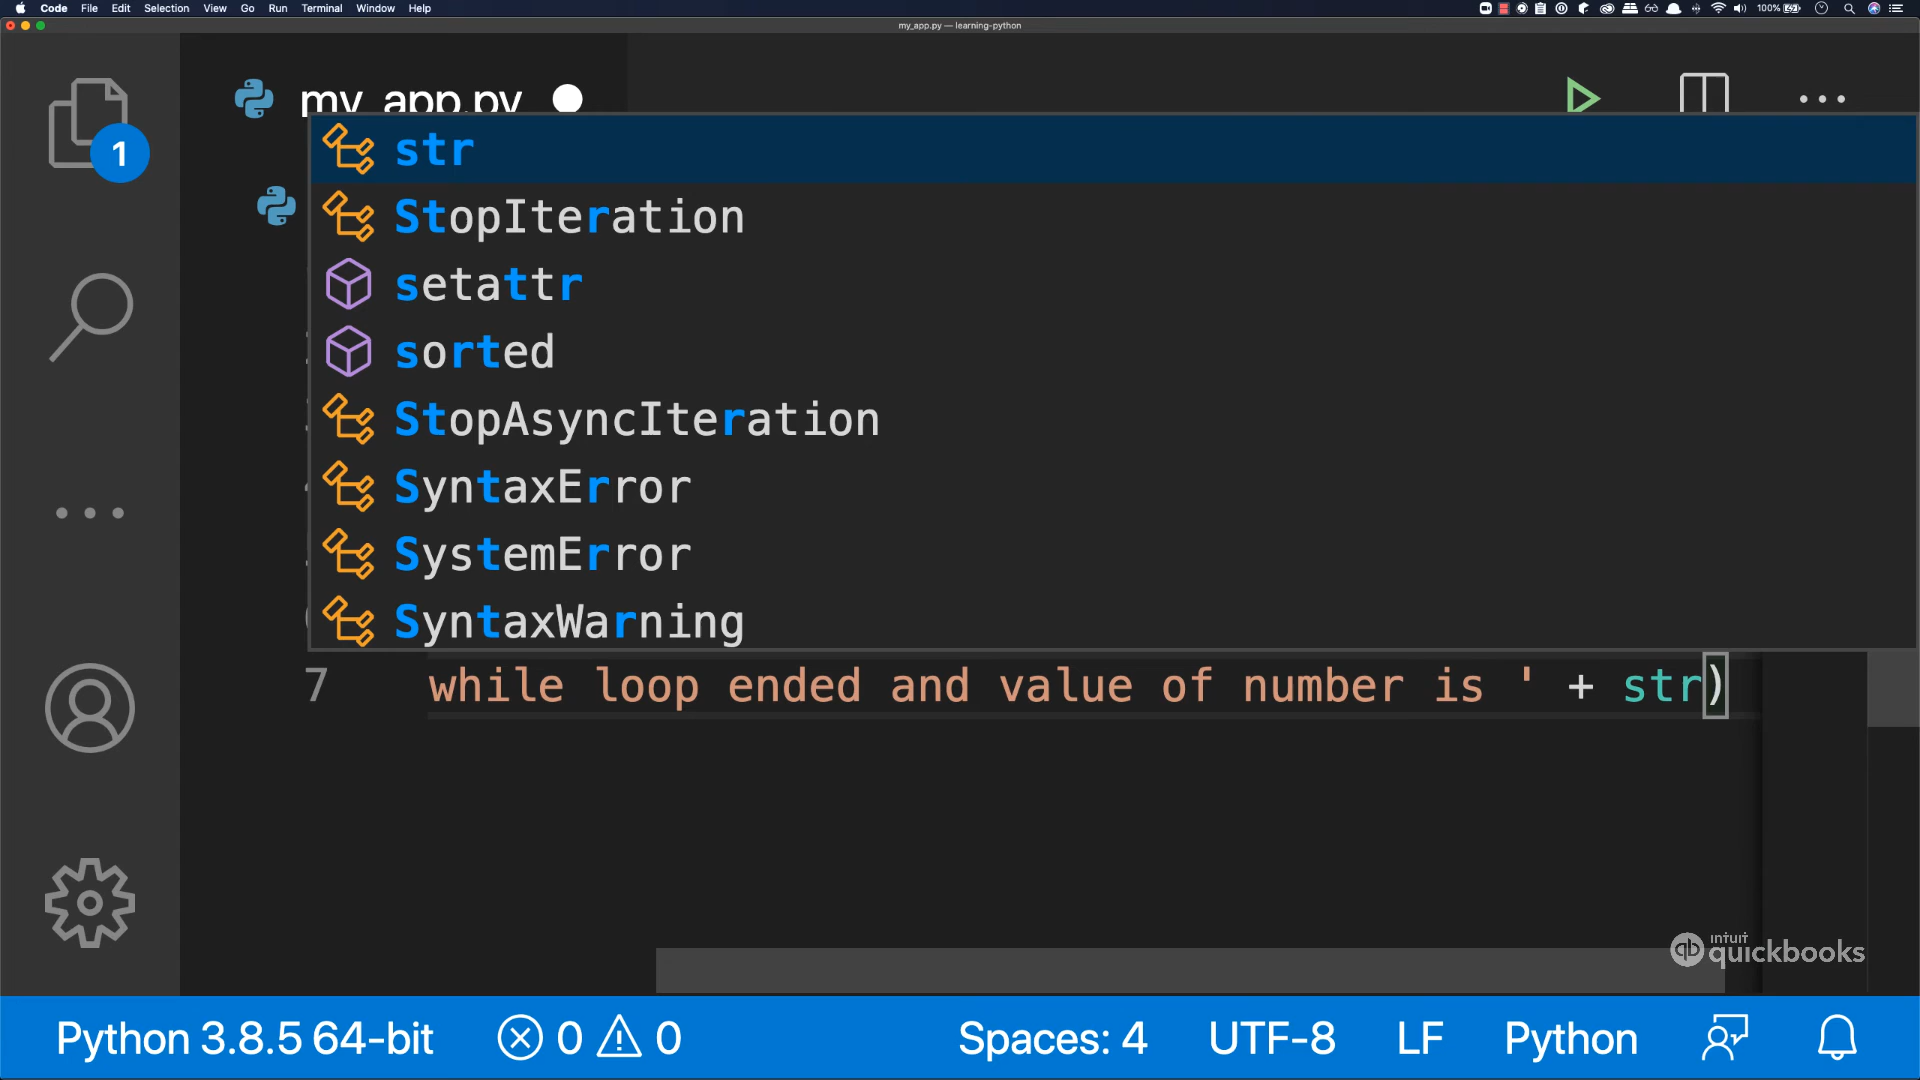 Code File Edit Selection View Go Run Terminal Window Help
100%
my_app.py — learning-python
my_app.py
1
str
StopIteration
setattr
sorted
StopAsyncIteration
SyntaxError
SystemError
SyntaxWarning
7 while loop ended and value of number is ' + str)
INTUIT
quickbooks
Python 3.8.5 64-bit 0 0 Spaces: 4 UTF-8 LF Python